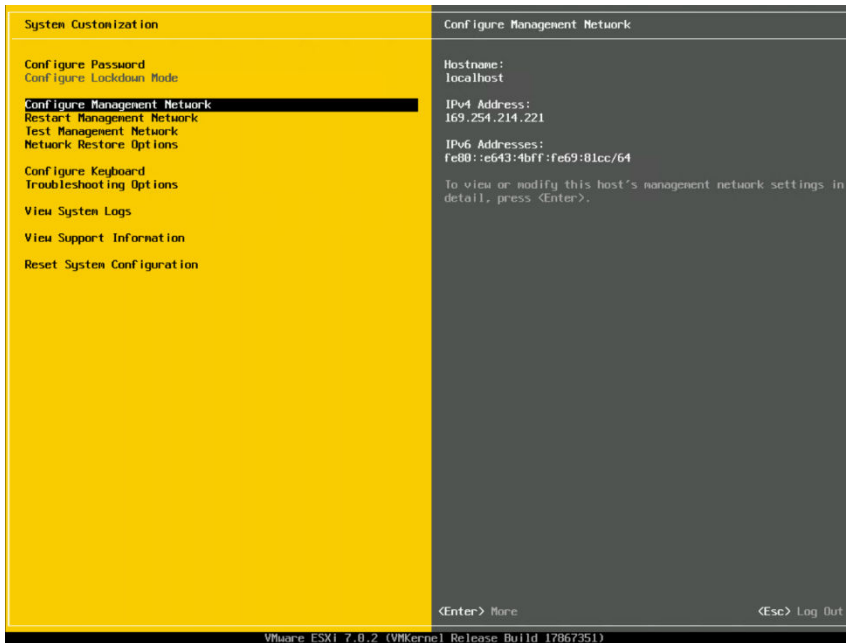 System Customization
Configure Password
Configure Lockdown Mode
Configure Management Network
Restart Management Network
Test Management Network
Network Restore Options
Configure Keyboard
Troubleshooting Options
View System Logs
View Support Information
Reset System Configuration
Configure Management Network
Hostname:
localhost
IPv4 Address:
169.254.214.221
IPv6 Addresses:
fe80::e643:4bff:fe69:81cc/64
To view or modify this host's management network settings in
detail, press <Enter>.
<Enter> More
<Esc> Log Out
VMware ESXi 7.0.2 (VMKernel Release Build 17867351)